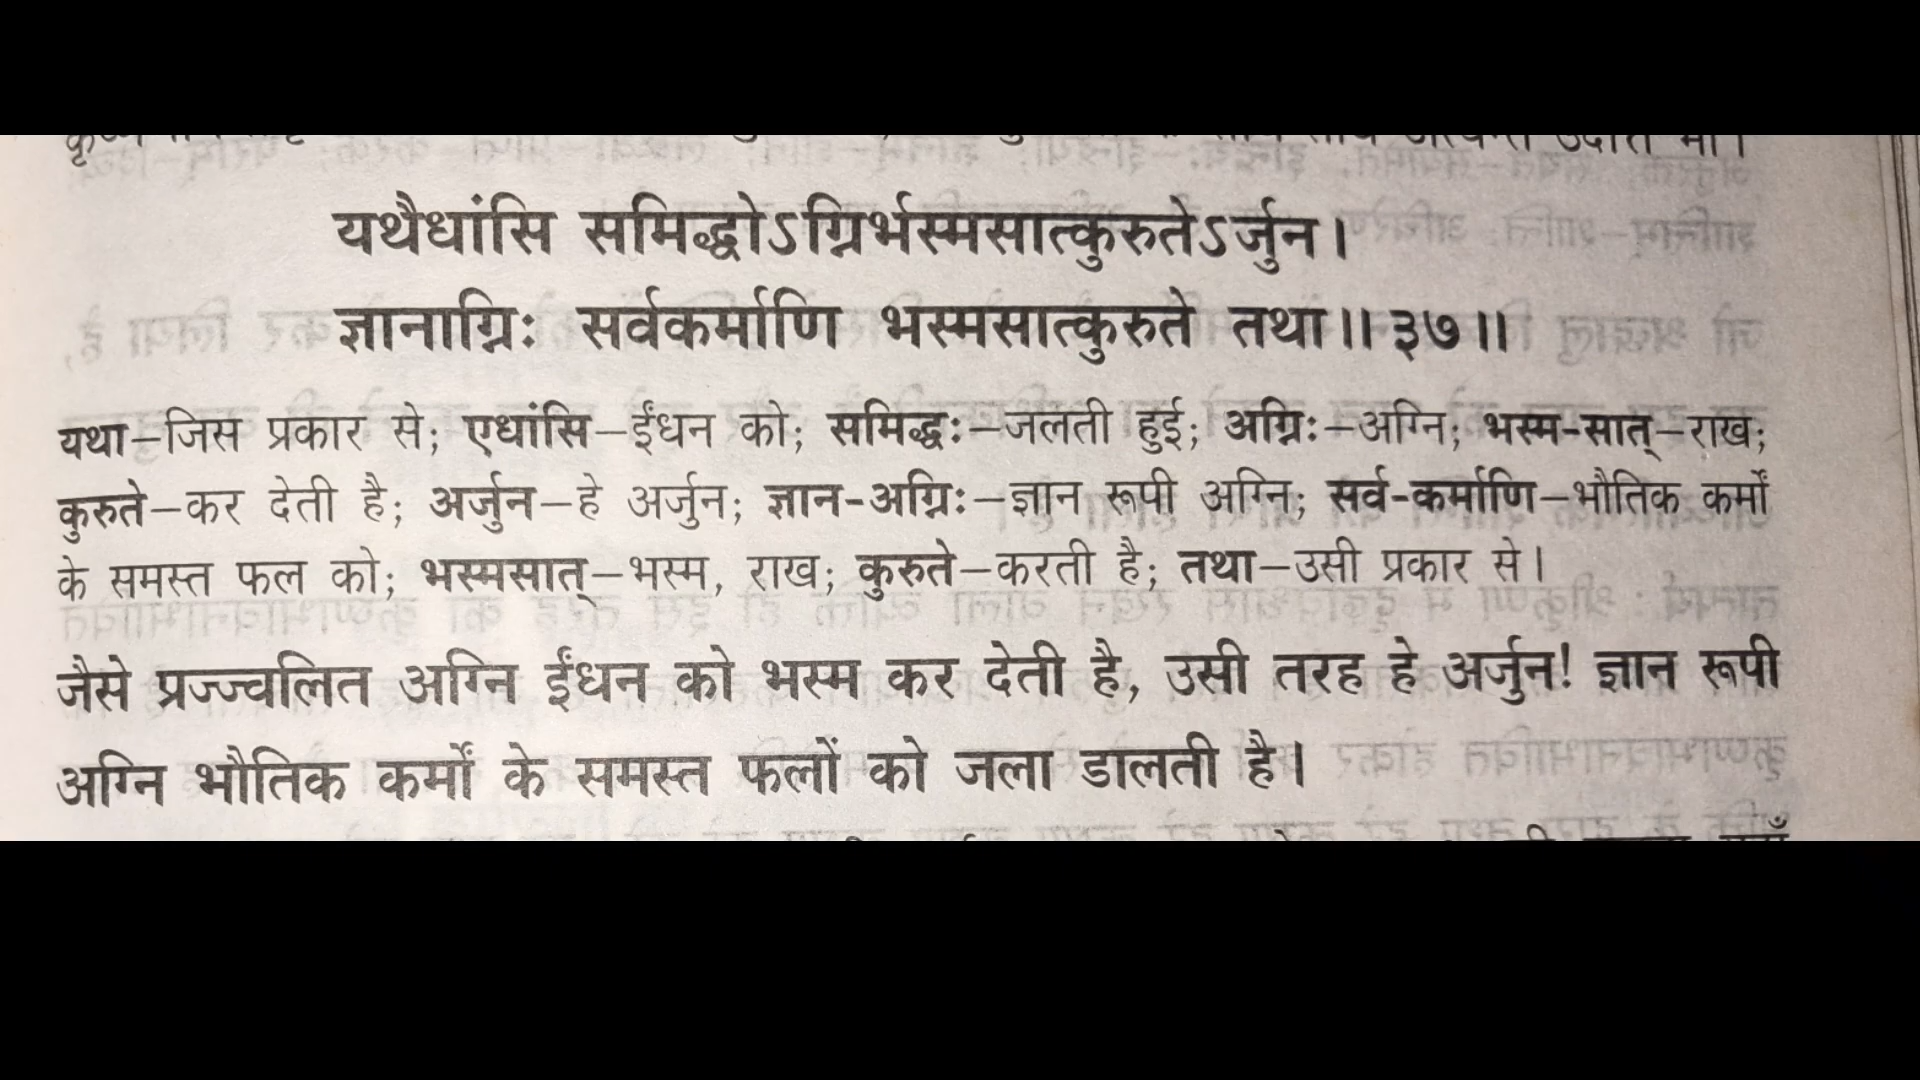 यथैधांसि समिद्धोऽग्निर्भस्मसात्कुरुतेऽर्जुन।
ज्ञानाग्निः सर्वकर्माणि भस्मसात्कुरुते तथा॥३७॥
यथा—जिस प्रकार से; एधांसि—ईंधन को; समिद्धः—जलती हुई; अग्निः—अग्नि; भस्म-सात्—राख;
कुरुते—कर देती है; अर्जुन—हे अर्जुन; ज्ञान-अग्निः—ज्ञान रूपी अग्नि; सर्व-कर्माणि—भौतिक कर्मों
के समस्त फल को; भस्मसात्—भस्म, राख; कुरुते—करती है; तथा—उसी प्रकार से।
जैसे प्रज्ज्वलित अग्नि ईंधन को भस्म कर देती है, उसी तरह हे अर्जुन! ज्ञान रूपी
अग्नि भौतिक कर्मों के समस्त फलों को जला डालती है।